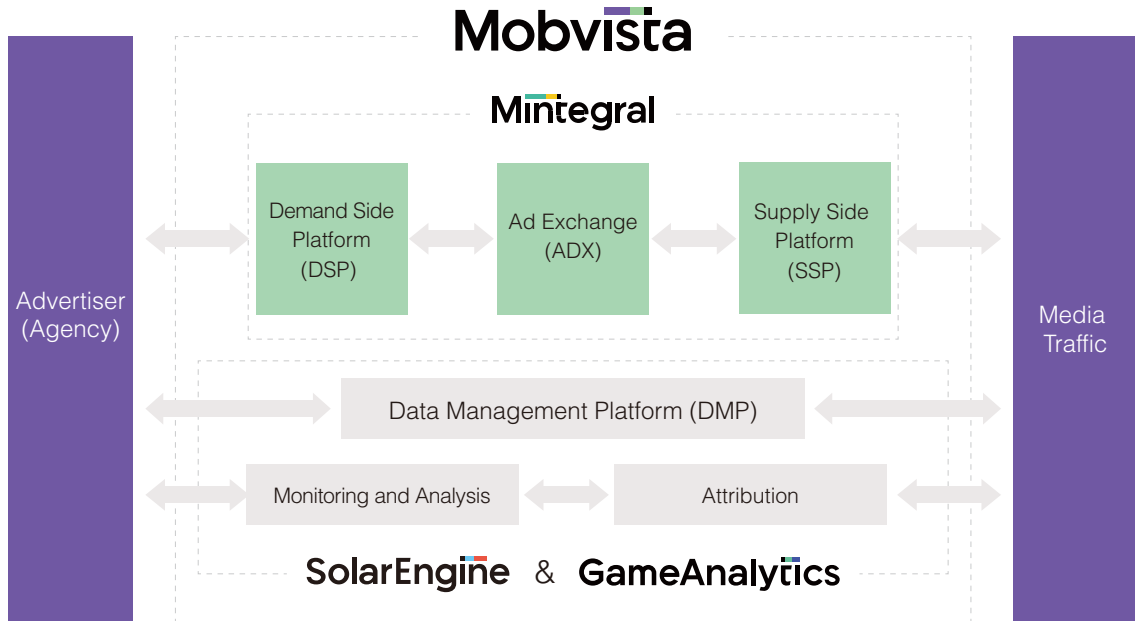 Mobvista
Mintegral
Demand Side
Platform
(DSP)
Ad Exchange
(ADX)
Supply Side
Platform
(SSP)
Advertiser
(Agency)
Media
Traffic
Data Management Platform (DMP)
Monitoring and Analysis
Attribution
SolarEngine & GameAnalytics